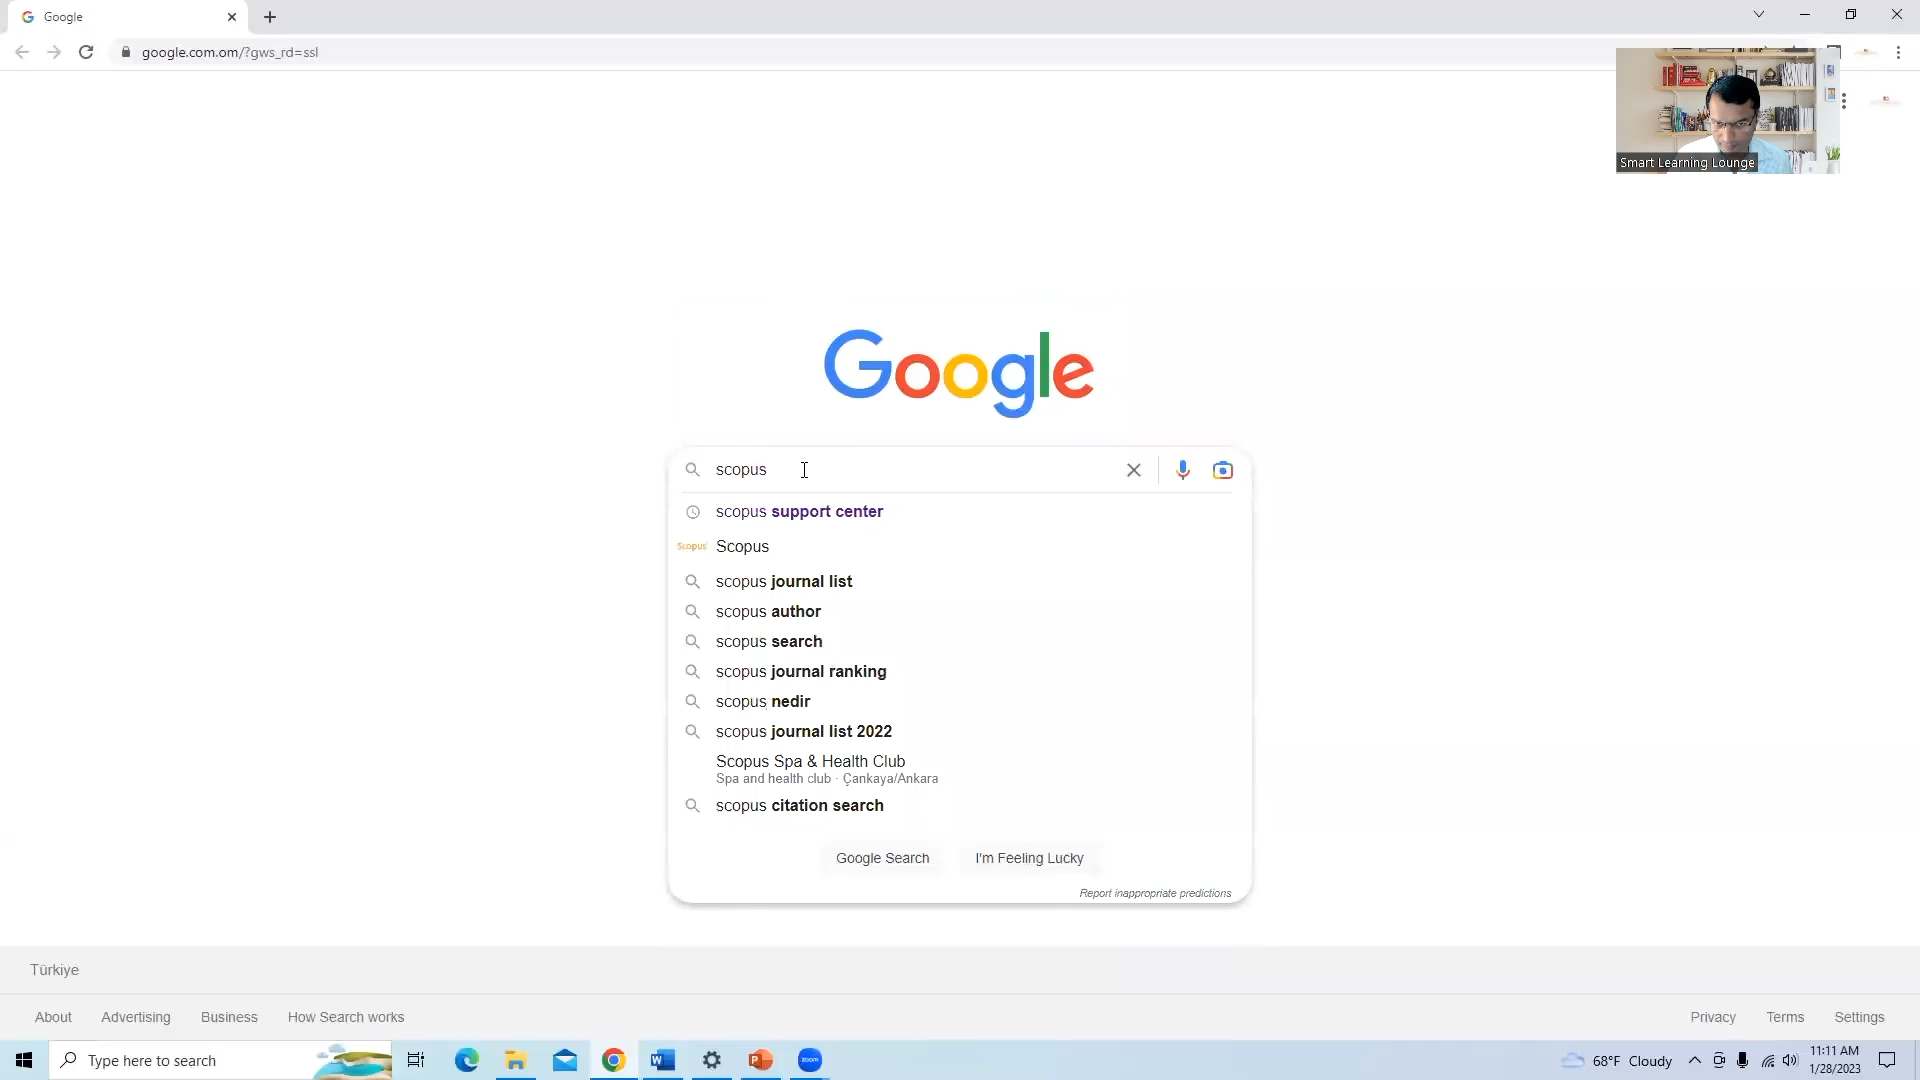 Google
google.com.om/?gws_rd=ssl
Smart Learning Lounge
Google
scopus
scopus support center
Scopus Scopus
scopus journal list
scopus author
scopus search
scopus journal ranking
scopus nedir
scopus journal list 2022
Scopus Spa & Health Club
Spa and health club · Çankaya/Ankara
scopus citation search
Google Search I'm Feeling Lucky
Report inappropriate predictions
Türkiye
About Advertising Business How Search works Privacy Terms Settings
Type here to search W P zoom 68°F Cloudy 11:11 AM
1/28/2023